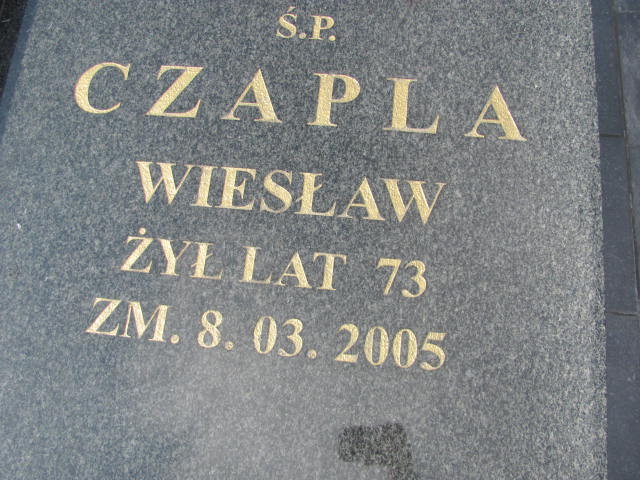 Ś.P.
CZAPLA
WIESŁAW
ŻYŁ LAT 73
ZM. 8. 03. 2005